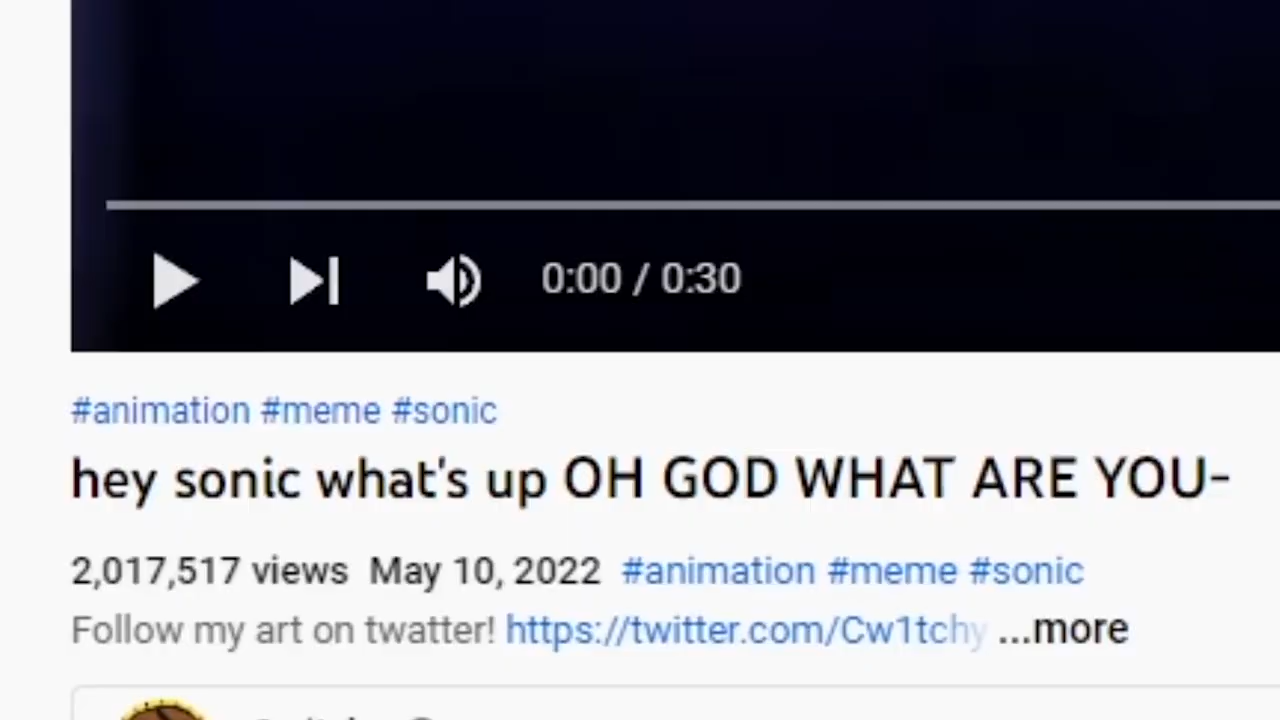 0:00 / 0:30
#animation #meme #sonic
hey sonic what's up OH GOD WHAT ARE YOU-
2,017,517 views May 10, 2022 #animation #meme #sonic
Follow my art on twatter! https://twitter.com/Cw1tchy ...more